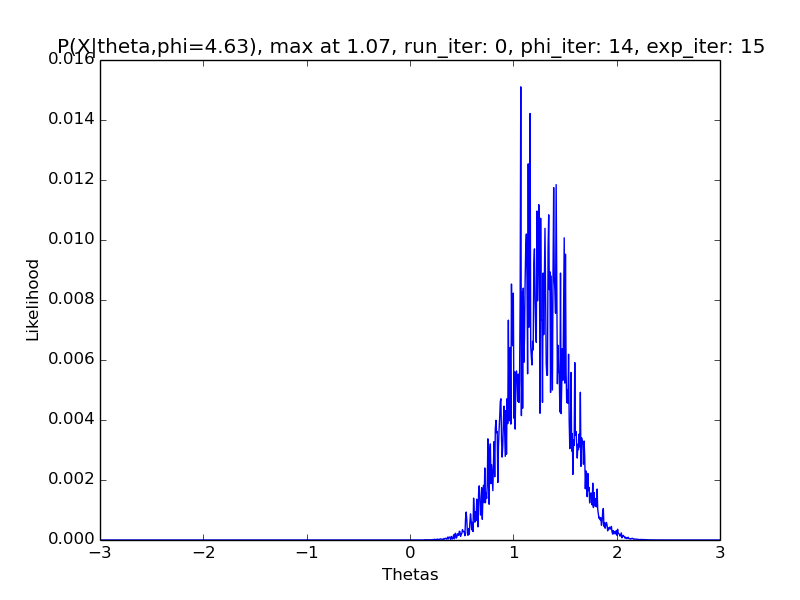 P(X|theta,phi=4.63), max at 1.07, run_iter: 0, phi_iter: 14, exp_iter: 15
0.016
0.014
0.012
0.010
0.008
0.006
0.004
0.002
0.000
Likelihood
−3 −2 −1 0 1 2 3
Thetas